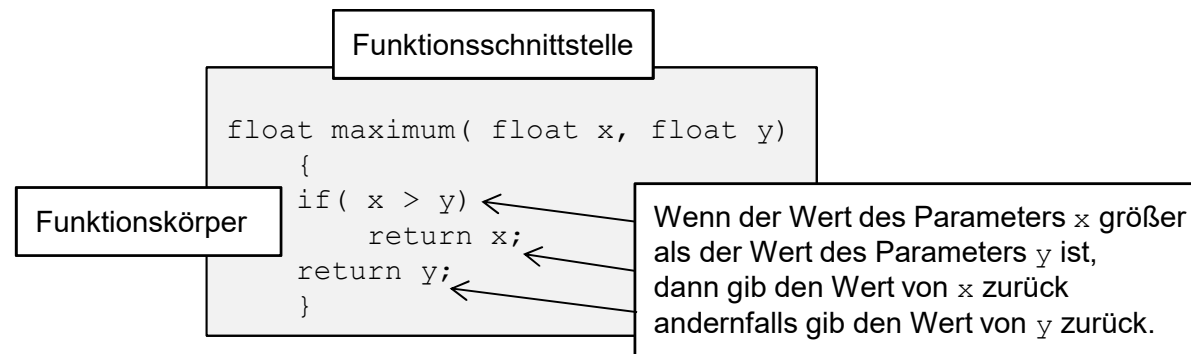 Funktionsschnittstelle
float maximum( float x, float y)
{
if( x > y)
return x;
return y;
}
Funktionskörper
Wenn der Wert des Parameters x größer
als der Wert des Parameters y ist,
dann gib den Wert von x zurück
andernfalls gib den Wert von y zurück.